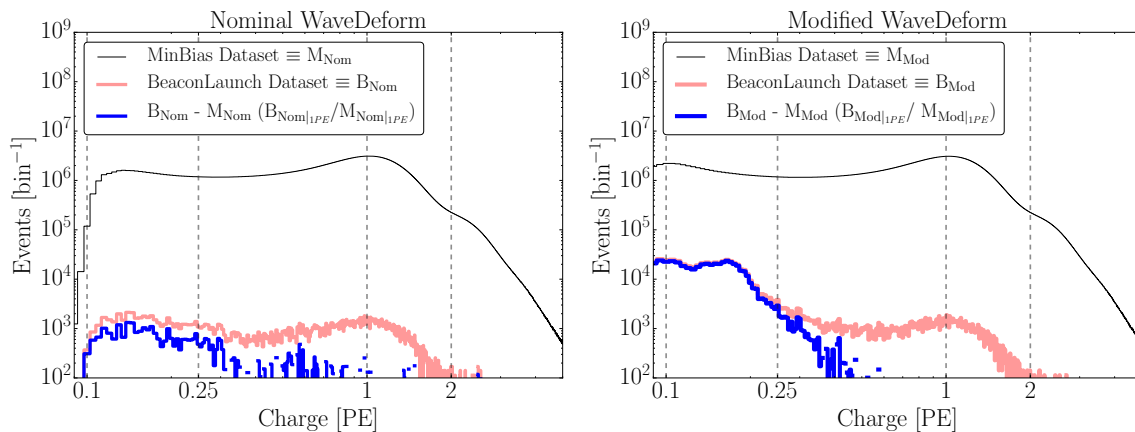 Nominal WaveDeform
MinBias Dataset ≡ M_Nom
BeaconLaunch Dataset ≡ B_Nom
B_Nom - M_Nom (B_Nom|1PE/M_Nom|1PE)
10^9
10^8
10^7
10^6
10^5
10^4
10^3
10^2
Events [bin^−1]
0.1 0.25 1 2
Charge [PE]
Modified WaveDeform
MinBias Dataset ≡ M_Mod
BeaconLaunch Dataset ≡ B_Mod
B_Mod - M_Mod (B_Mod|1PE/ M_Mod|1PE)
10^9
10^8
10^7
10^6
10^5
10^4
10^3
10^2
Events [bin^−1]
0.1 0.25 1 2
Charge [PE]